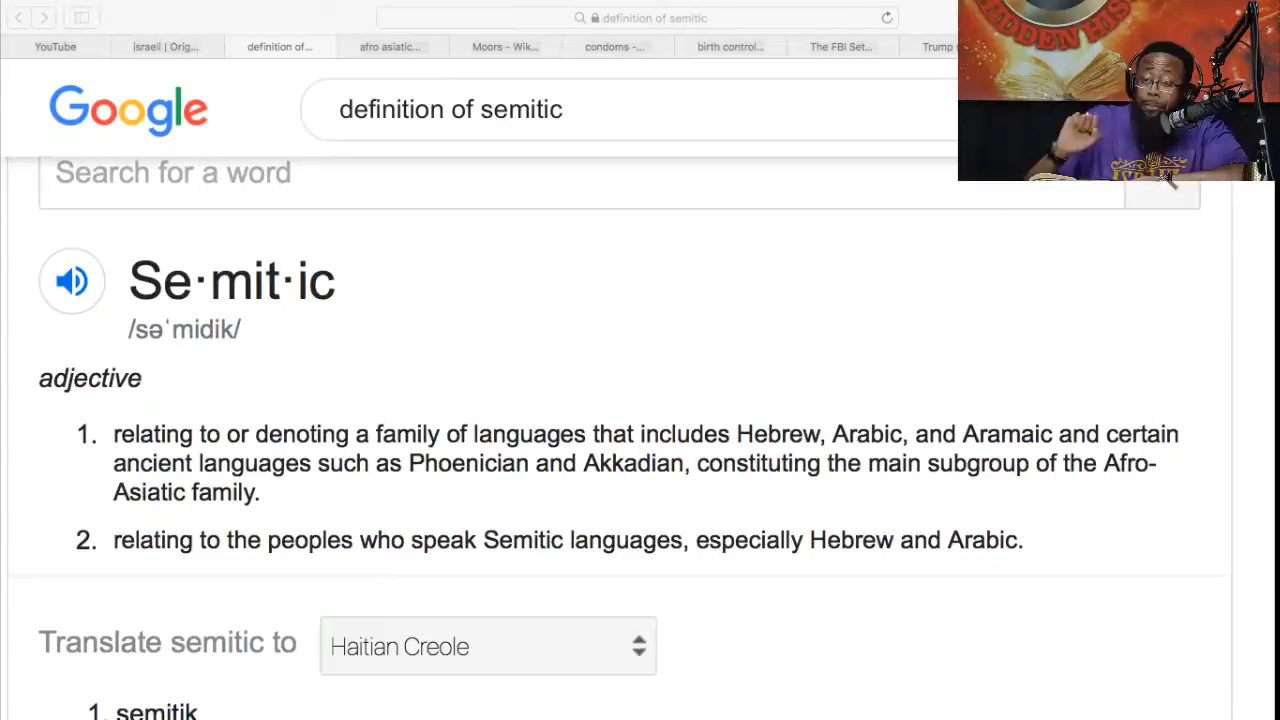 definition of semitic
YouTube
israeli | Orig...
definition of...
afro asiatic...
Moors - Wik...
condoms -...
birth control...
The FBI Set...
Trump
HIDDEN HIS
ISRAEL
Google
definition of semitic
Search for a word
Se·mit·ic
/səˈmidik/
adjective
1. relating to or denoting a family of languages that includes Hebrew, Arabic, and Aramaic and certain
ancient languages such as Phoenician and Akkadian, constituting the main subgroup of the Afro-
Asiatic family.
2. relating to the peoples who speak Semitic languages, especially Hebrew and Arabic.
Translate semitic to
Haitian Creole
1. semitik